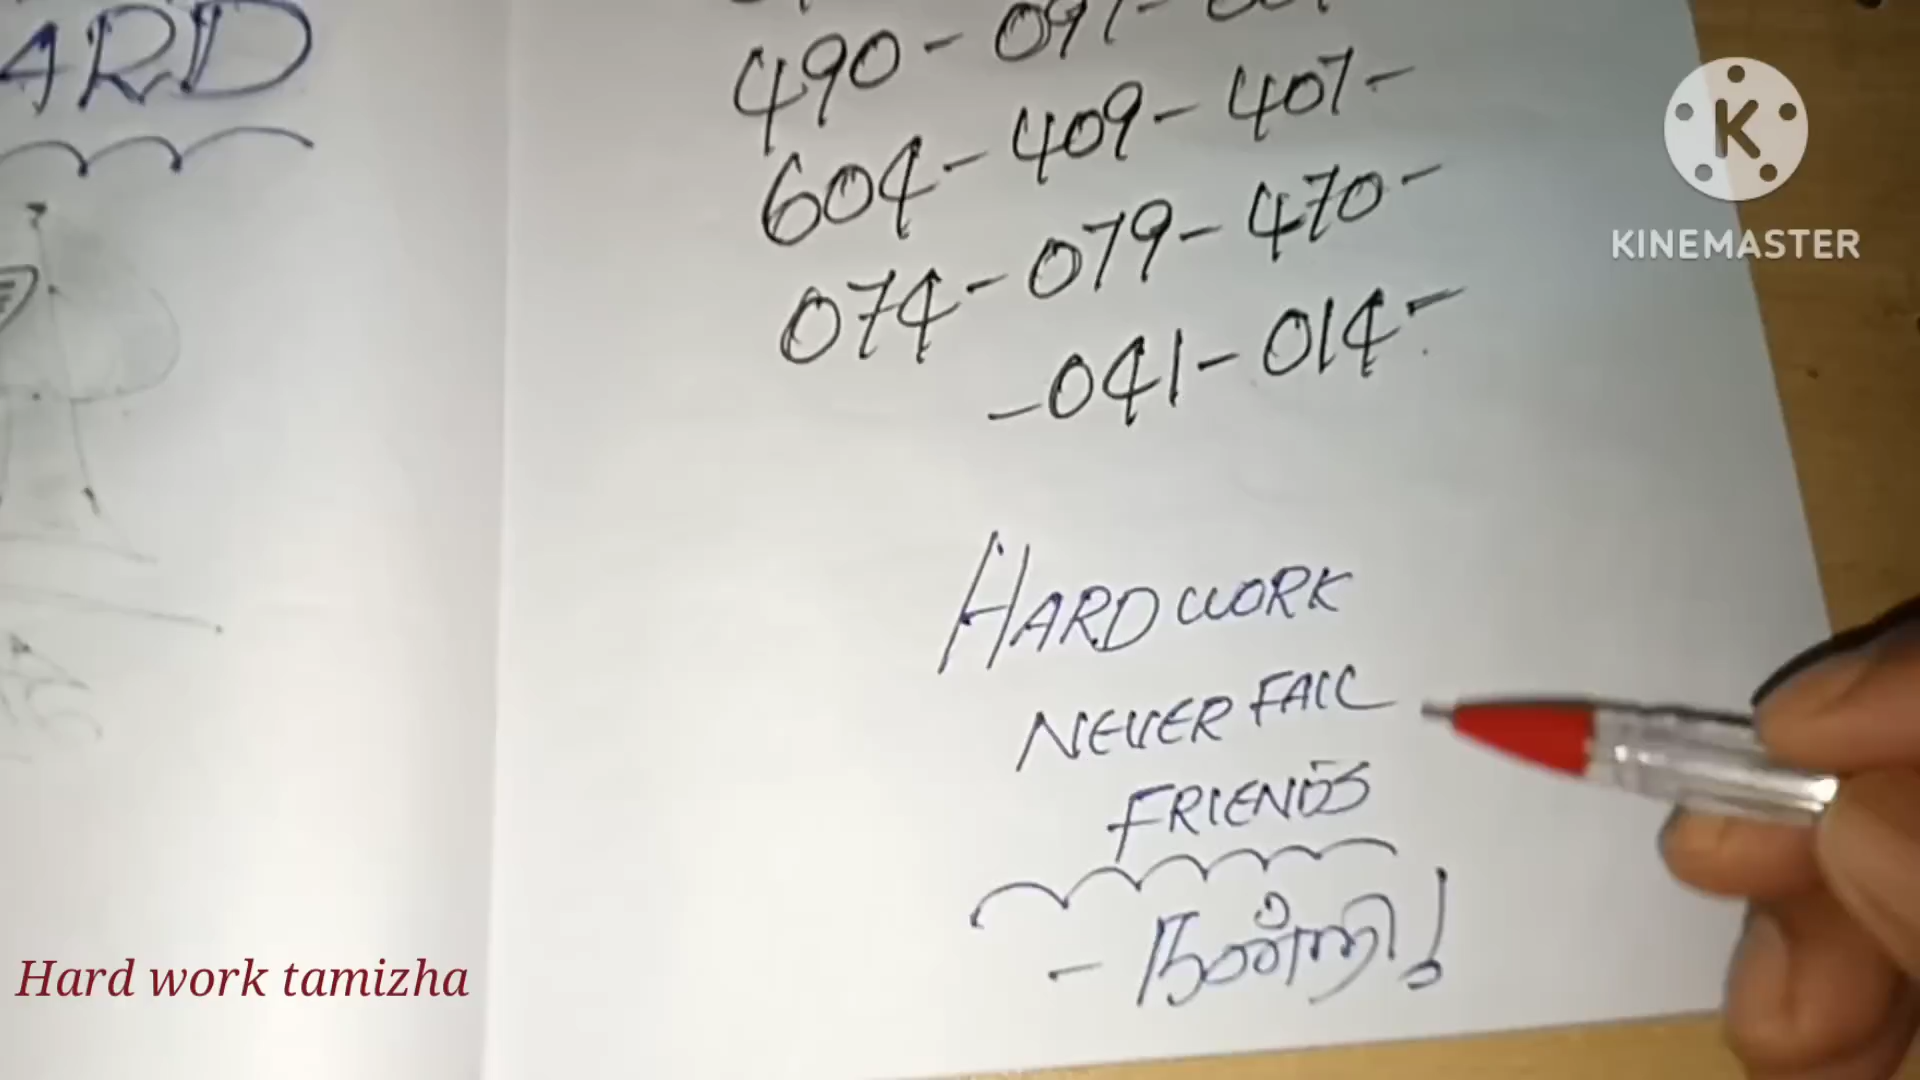 ARD
490 - 097 -
604 - 409 - 407 -
074 - 079 - 470 -
- 041 - 014 -
HARD WORK
NEVER FAIL
FRIENDS
- நன்றி!
K
KINEMASTER
Hard work tamizha